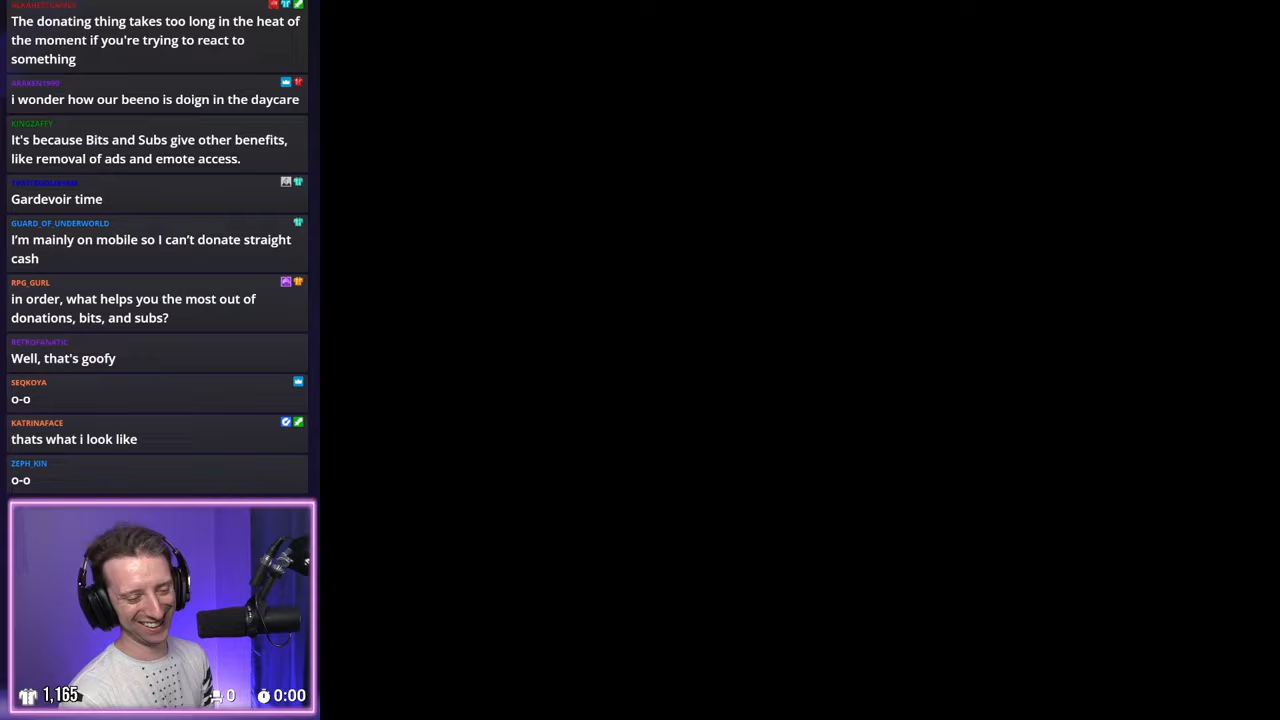 The donating thing takes too long in the heat of
the moment if you're trying to react to
something
i wonder how our beeno is doign in the daycare
KINGZAFFY
It's because Bits and Subs give other benefits,
like removal of ads and emote access.
Gardevoir time
GUARD_OF_UNDERWORLD
I’m mainly on mobile so I can’t donate straight
cash
RPG_GURL
in order, what helps you the most out of
donations, bits, and subs?
RETROFANATIC
Well, that's goofy
SEQKOYA
o-o
KATRINAFACE
thats what i look like
ZEPH_KIN
o-o
1,165
0
0:00